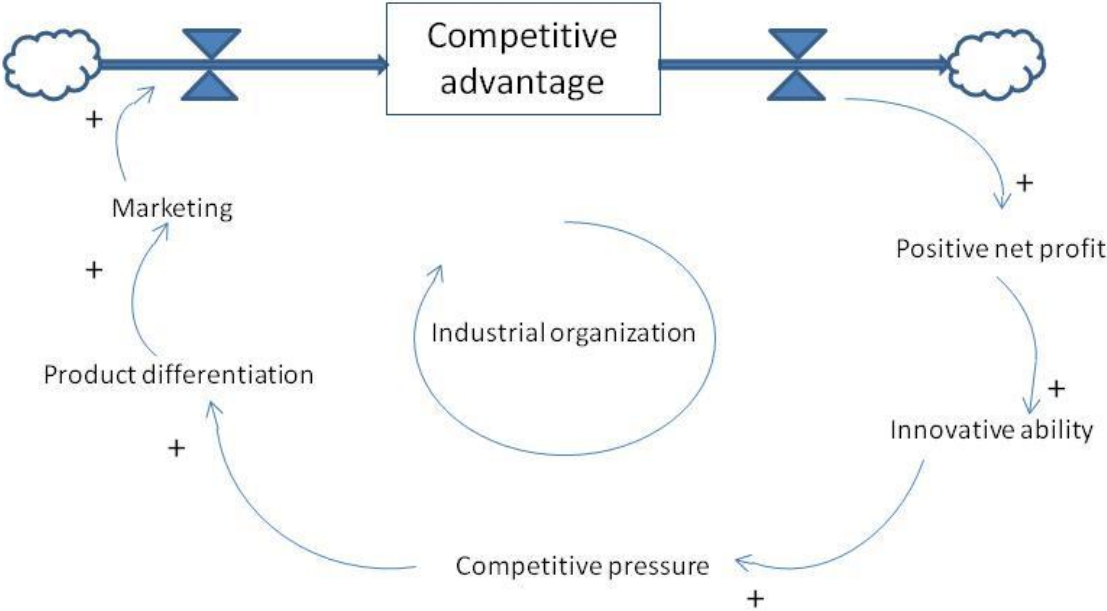 Competitive
advantage
+
+
Marketing
Positive net profit
+
Industrial organization
Product differentiation
+
Innovative ability
+
Competitive pressure
+